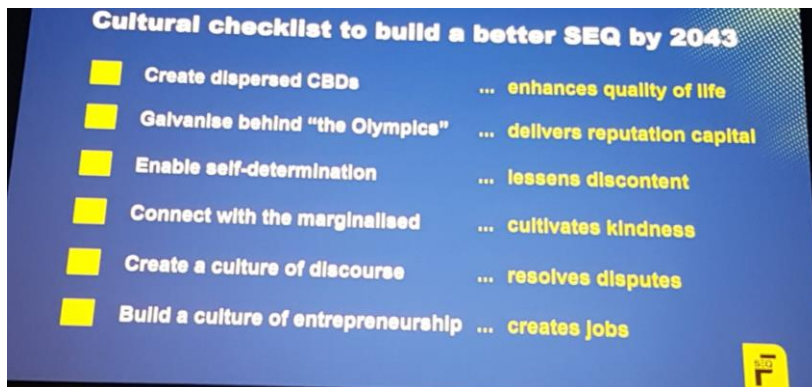 Cultural checklist to build a better SEQ by 2043
Create dispersed CBDs ... enhances quality of life
Galvanise behind "the Olympics" ... delivers reputation capital
Enable self-determination ... lessens discontent
Connect with the marginalised ... cultivates kindness
Create a culture of discourse ... resolves disputes
Build a culture of entrepreneurship ... creates jobs
SEQ